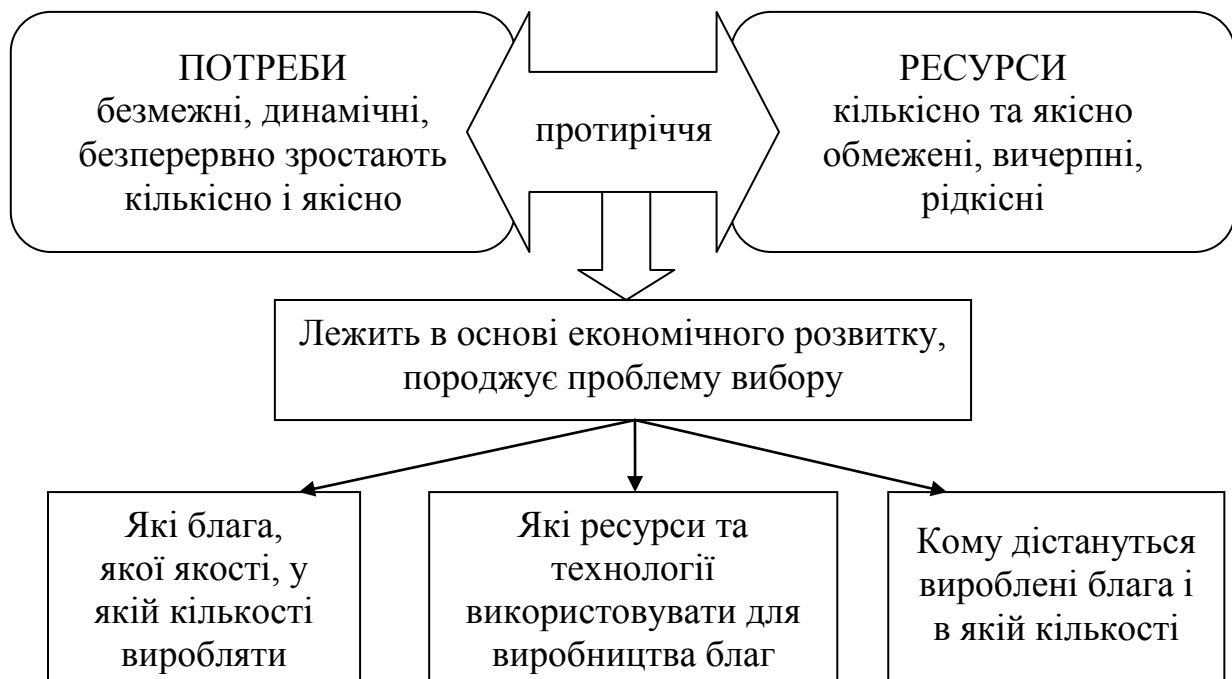 ПОТРЕБИ
безмежні, динамічні,
безперервно зростають
кількісно і якісно
протиріччя
РЕСУРСИ
кількісно та якісно
обмежені, вичерпні,
рідкісні
Лежить в основі економічного розвитку,
породжує проблему вибору
Які блага,
якої якості, у
якій кількості
виробляти
Які ресурси та
технології
використовувати для
виробництва благ
Кому дістануться
вироблені блага і
в якій кількості